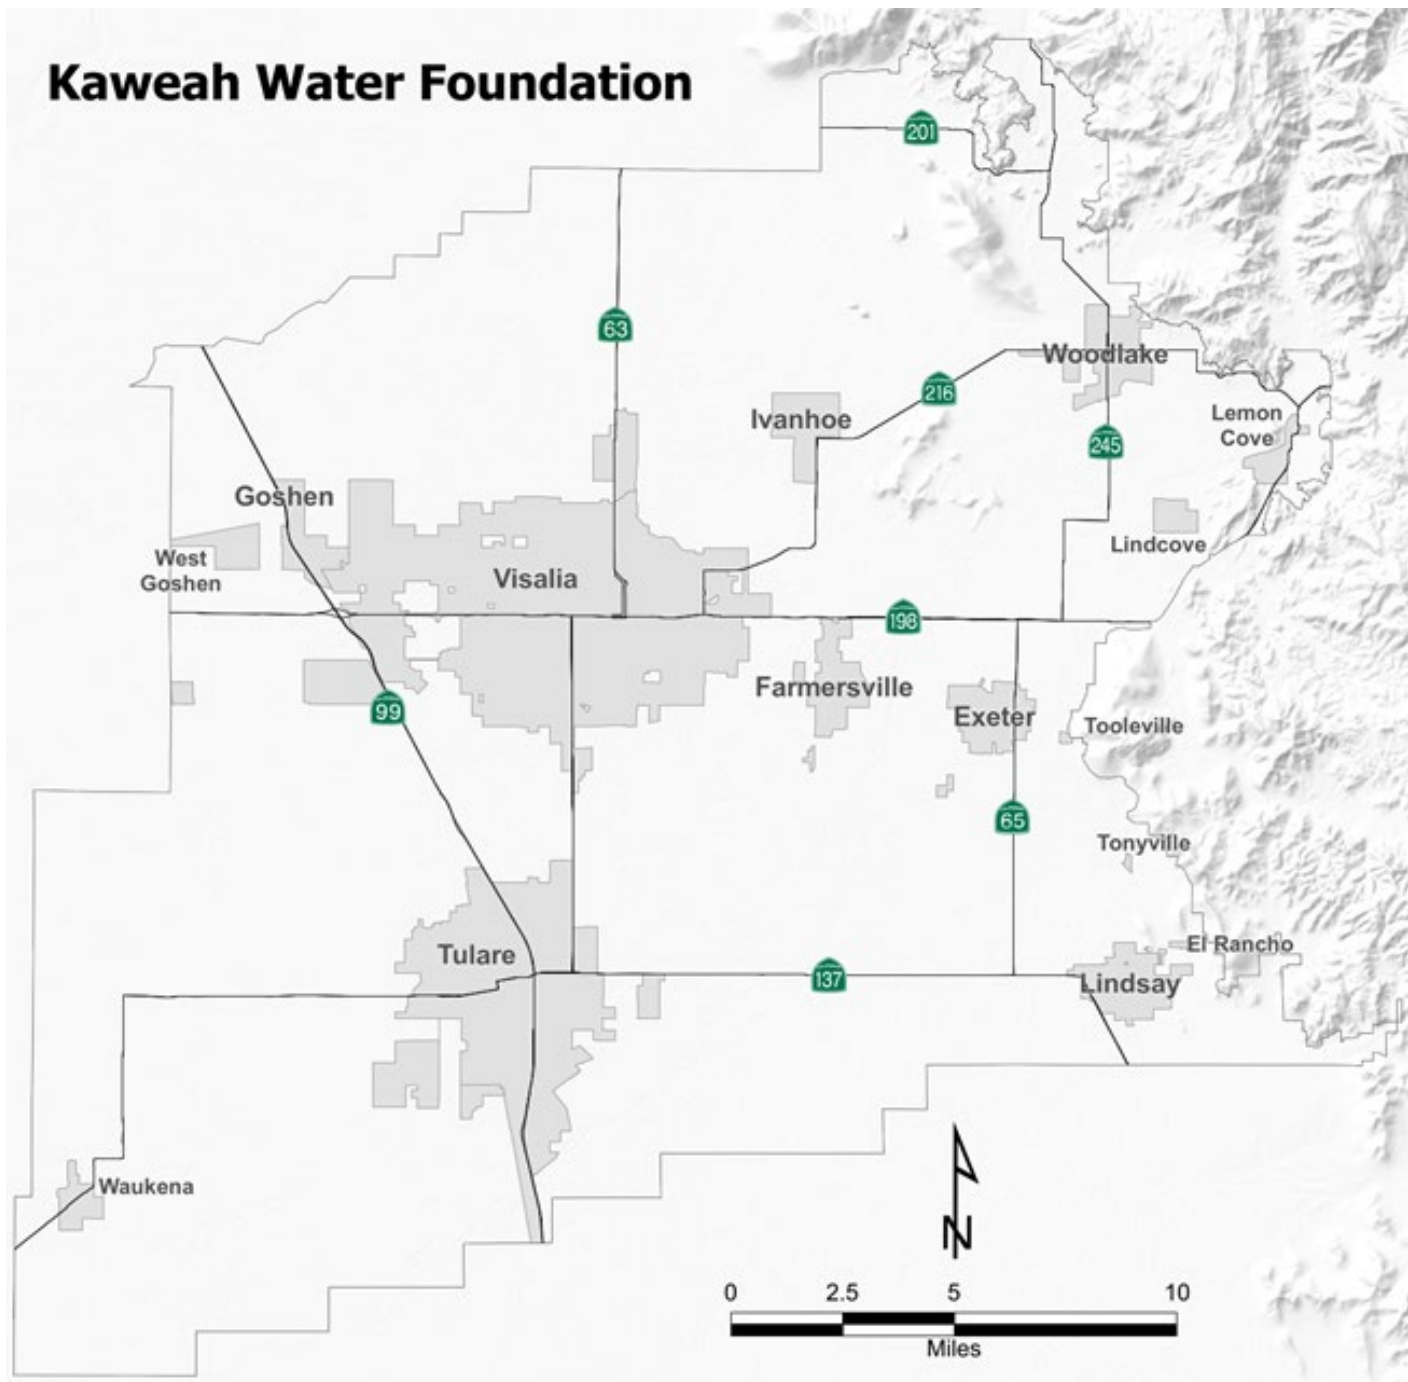 Kaweah Water Foundation
201
63
Woodlake
216
Ivanhoe
Lemon
Cove
245
Goshen
West
Goshen
Visalia
Lindcove
198
Farmersville
Exeter
99
Tooleville
65
Tonyville
Tulare
El Rancho
137
Lindsay
Waukena
N
0 2.5 5 10
Miles